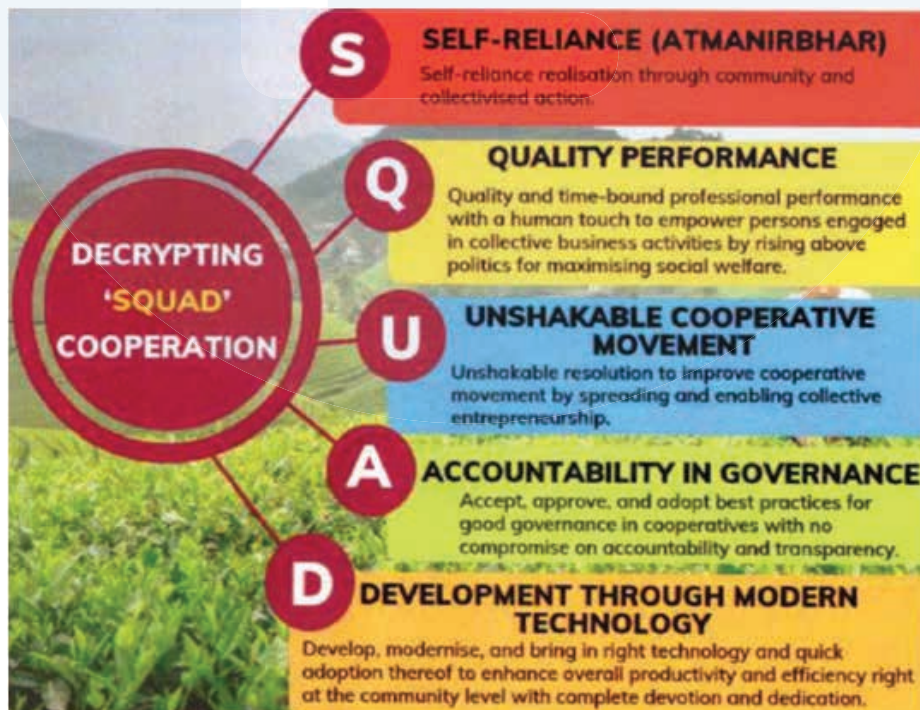 DECRYPTING
'SQUAD'
COOPERATION
S
SELF-RELIANCE (ATMANIRBHAR)
Self-reliance realisation through community and
collectivised action.
Q
QUALITY PERFORMANCE
Quality and time-bound professional performance
with a human touch to empower persons engaged
in collective business activities by rising above
politics for maximising social welfare.
U
UNSHAKABLE COOPERATIVE
MOVEMENT
Unshakable resolution to improve cooperative
movement by spreading and enabling collective
entrepreneurship.
A
ACCOUNTABILITY IN GOVERNANCE
Accept, approve, and adopt best practices for
good governance in cooperatives with no
compromise on accountability and transparency.
D
DEVELOPMENT THROUGH MODERN
TECHNOLOGY
Develop, modernise, and bring in right technology and quick
adoption thereof to enhance overall productivity and efficiency right
at the community level with complete devotion and dedication.